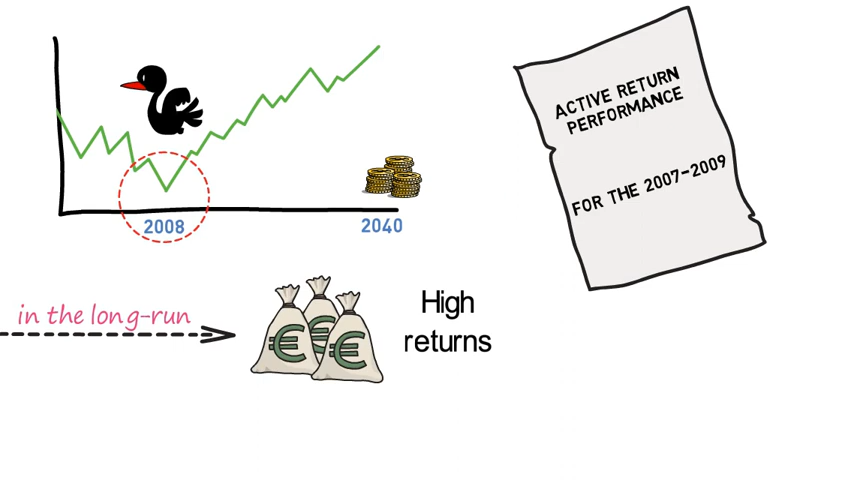 ACTIVE RETURN
PERFORMANCE
FOR THE 2007-2009
2008
2040
in the long-run
€ € €
High
returns